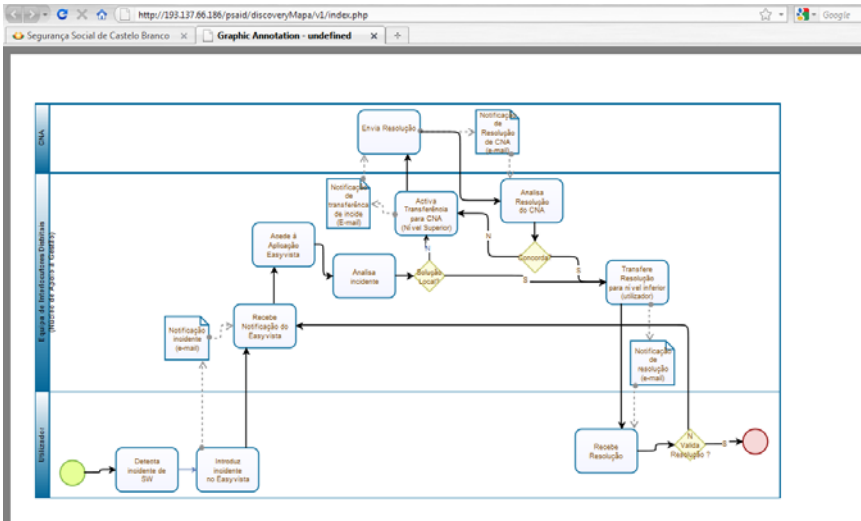 http://193.137.66.186/psaid/discoveryMapa/v1/index.php
Google
Segurança Social de Castelo Branco
Graphic Annotation - undefined
CNA
Envia Resolução
Notificação
de
Resolução
de CNA
(e-mail)
Equipa de Interlocutores Distritais
Notificação
de
transferência
de incide
(E-mail)
Activa
Transferência
para CNA
(Nível Superior)
Analisa
Resolução
do CNA
Acede à
Aplicação
Easyvista
N
N
Concorda?
Analisa
incidente
Solução
Local?
S
S
Transfere
Resolução
para nível inferior
(utilizador)
Notificação
incidente
(e-mail)
Recebe
Notificação do
Easyvista
Notificação
de
resolução
(e-mail)
Utilizador
Detecta
incidente de
SW
Introduz
incidente
no Easyvista
Recebe
Resolução
N
Valida
Resolução ?
S